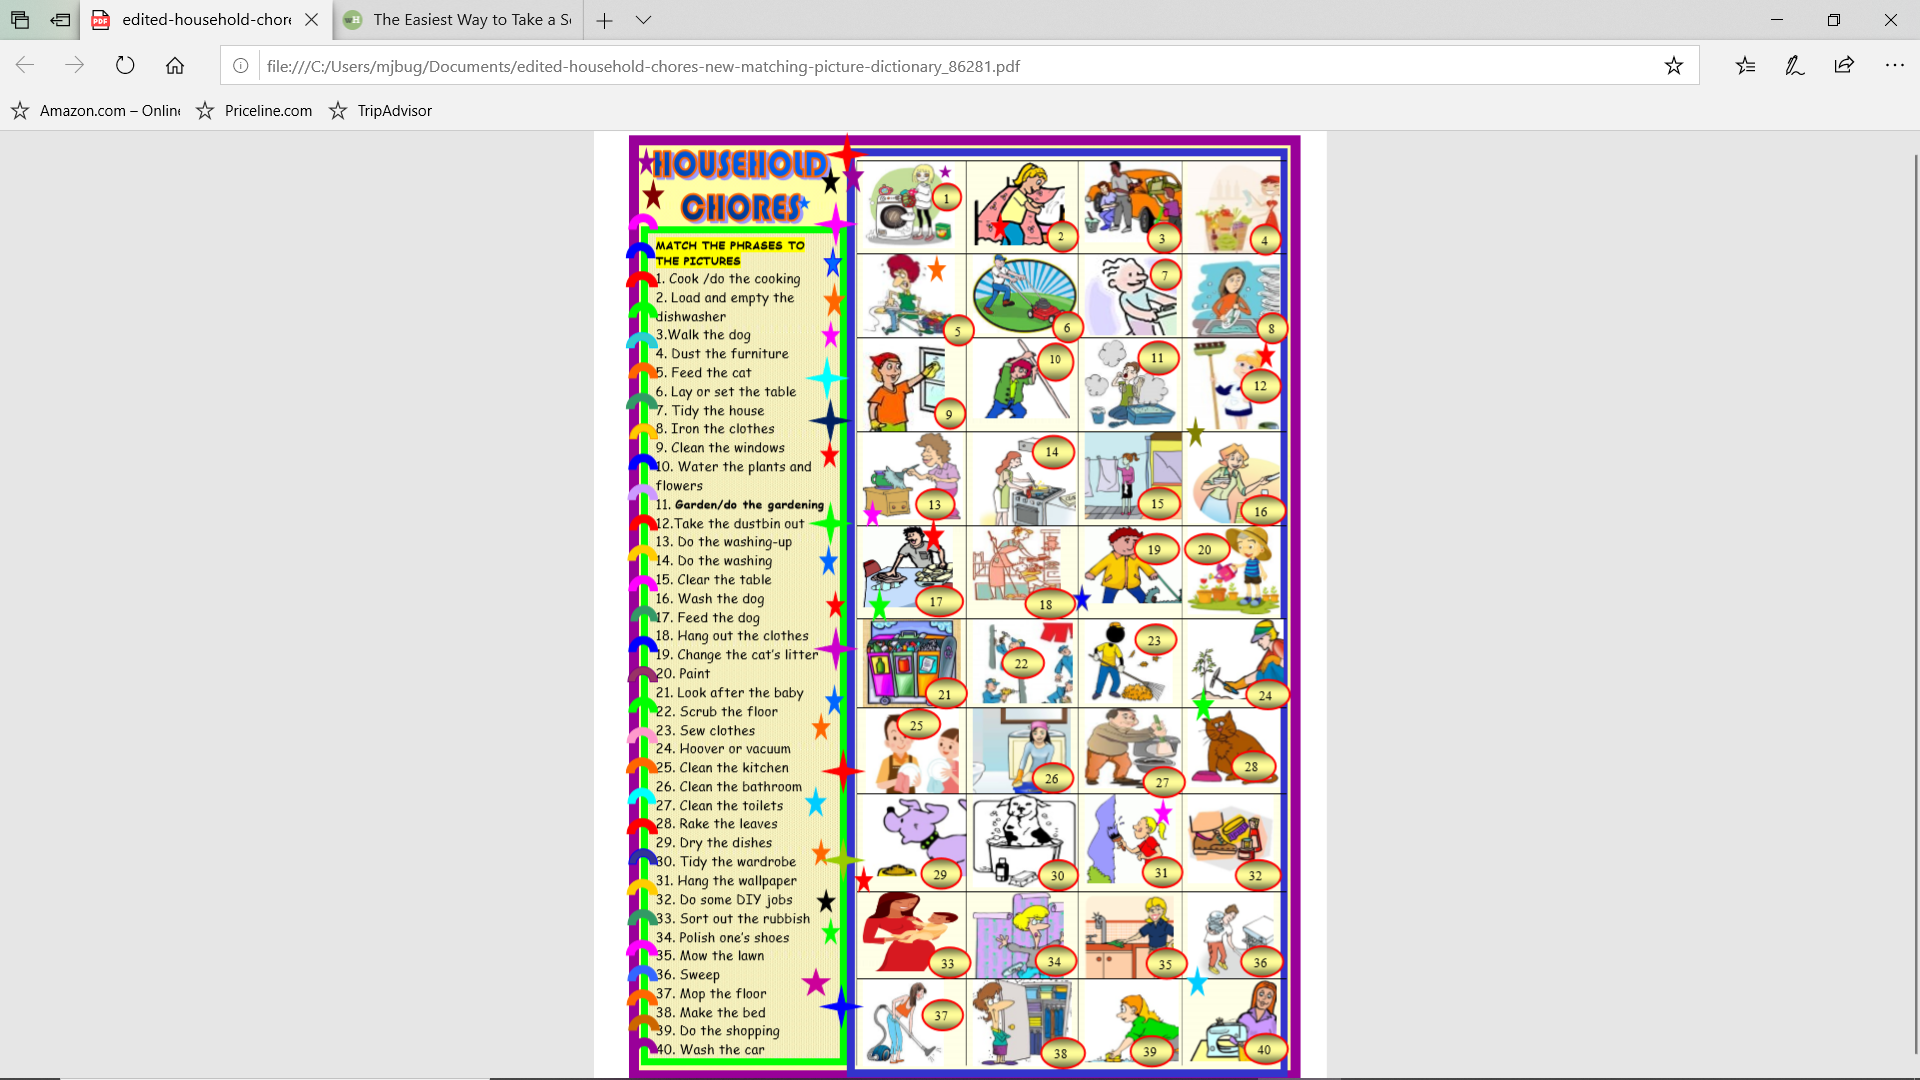 edited-household-chore
The Easiest Way to Take a S
file:///C:/Users/mjbug/Documents/edited-household-chores-new-matching-picture-dictionary_86281.pdf
Amazon.com – Online
Priceline.com
TripAdvisor
HOUSEHOLD
CHORES
MATCH THE PHRASES TO
THE PICTURES
1. Cook /do the cooking
2. Load and empty the
dishwasher
3.Walk the dog
4. Dust the furniture
5. Feed the cat
6. Lay or set the table
7. Tidy the house
8. Iron the clothes
9. Clean the windows
10. Water the plants and
flowers
11. Garden/do the gardening
12.Take the dustbin out
13. Do the washing-up
14. Do the washing
15. Clear the table
16. Wash the dog
17. Feed the dog
18. Hang out the clothes
19. Change the cat's litter
20. Paint
21. Look after the baby
22. Scrub the floor
23. Sew clothes
24. Hoover or vacuum
25. Clean the kitchen
26. Clean the bathroom
27. Clean the toilets
28. Rake the leaves
29. Dry the dishes
30. Tidy the wardrobe
31. Hang the wallpaper
32. Do some DIY jobs
33. Sort out the rubbish
34. Polish one's shoes
35. Mow the lawn
36. Sweep
37. Mop the floor
38. Make the bed
39. Do the shopping
40. Wash the car
1
2
3
4
5
6
7
8
9
10
11
12
13
14
15
16
17
18
19
20
21
22
23
24
25
26
27
28
29
30
31
32
33
34
35
36
37
38
39
40